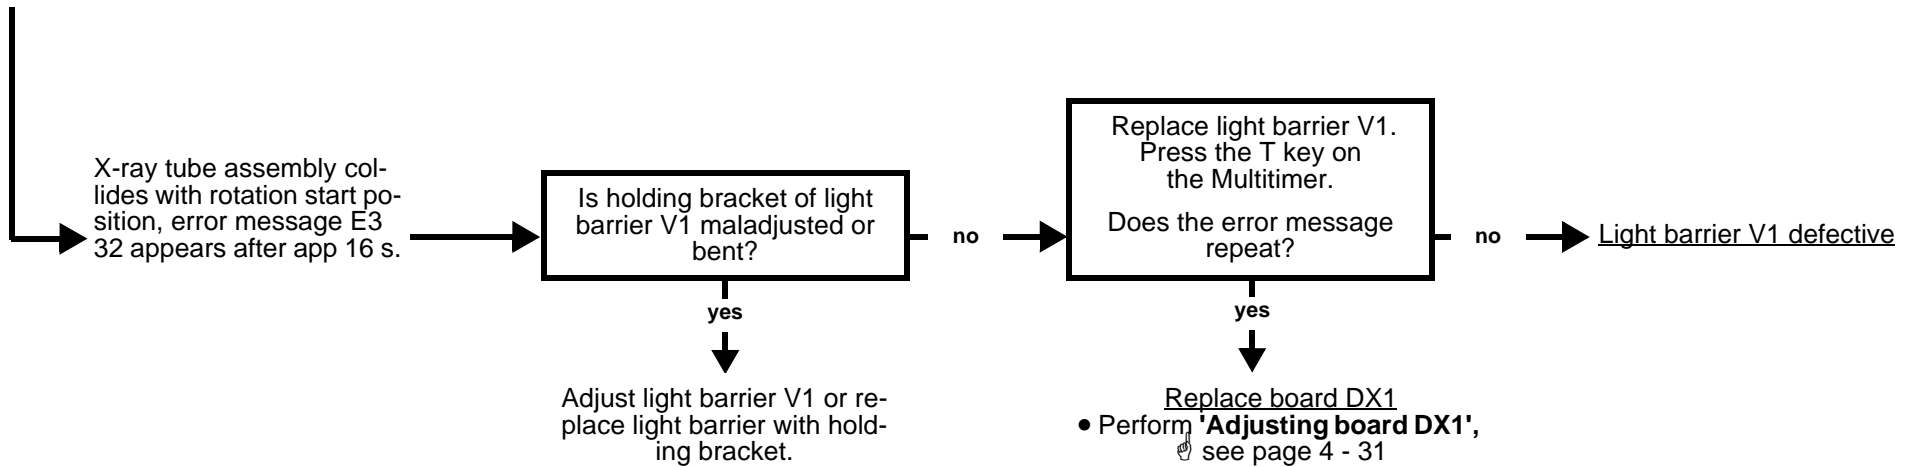 X-ray tube assembly col-
lides with rotation start po-
sition, error message E3
32 appears after app 16 s.
Is holding bracket of light
barrier V1 maladjusted or
bent?
no
yes
Adjust light barrier V1 or re-
place light barrier with hold-
ing bracket.
Replace light barrier V1.
Press the T key on
the Multitimer.
Does the error message
repeat?
no
Light barrier V1 defective
yes
Replace board DX1
• Perform 'Adjusting board DX1',
☝ see page 4 - 31